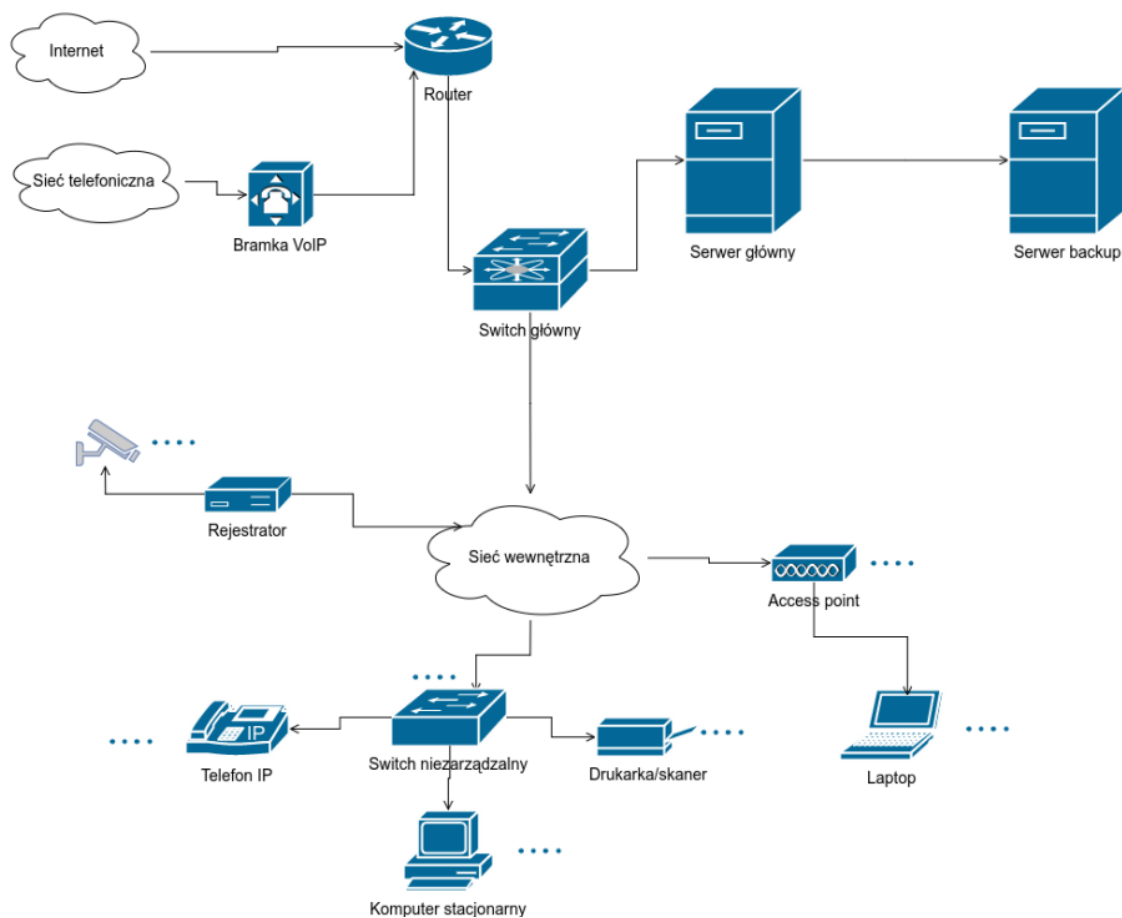 Internet
Router
Sieć telefoniczna
Bramka VoIP
Serwer główny
Serwer backup
Switch główny
Rejestrator
Sieć wewnętrzna
Access point
IP
Telefon IP
Switch niezarządzalny
Drukarka/skaner
Laptop
Komputer stacjonarny